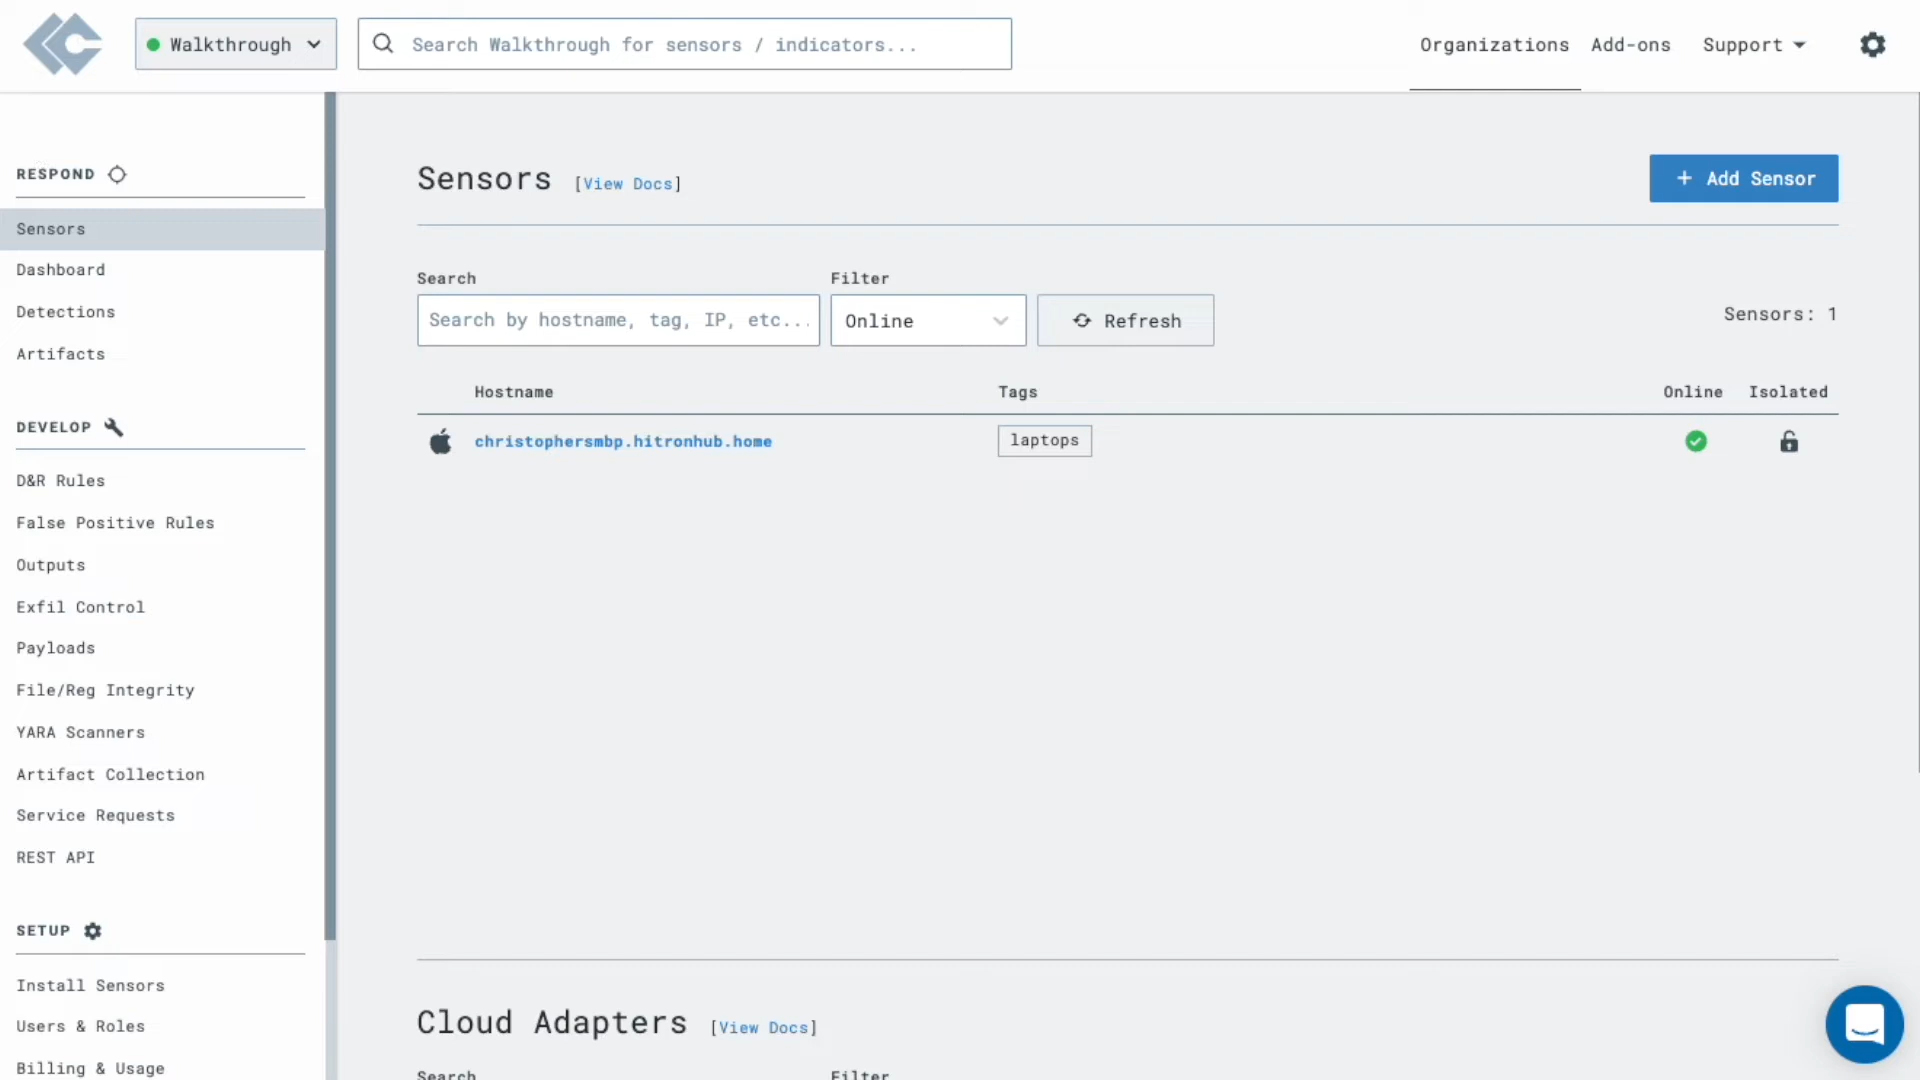 Walkthrough
Search Walkthrough for sensors / indicators...
Organizations
Add-ons
Support
RESPOND
Sensors
Dashboard
Detections
Artifacts
DEVELOP
D&R Rules
False Positive Rules
Outputs
Exfil Control
Payloads
File/Reg Integrity
YARA Scanners
Artifact Collection
Service Requests
REST API
SETUP
Install Sensors
Users & Roles
Billing & Usage
Sensors [View Docs]
+ Add Sensor
Search
Filter
Search by hostname, tag, IP, etc...
Online
Refresh
Sensors: 1
Hostname
Tags
Online
Isolated
christophersmbp.hitronhub.home
laptops
Cloud Adapters [View Docs]
Search
Filter